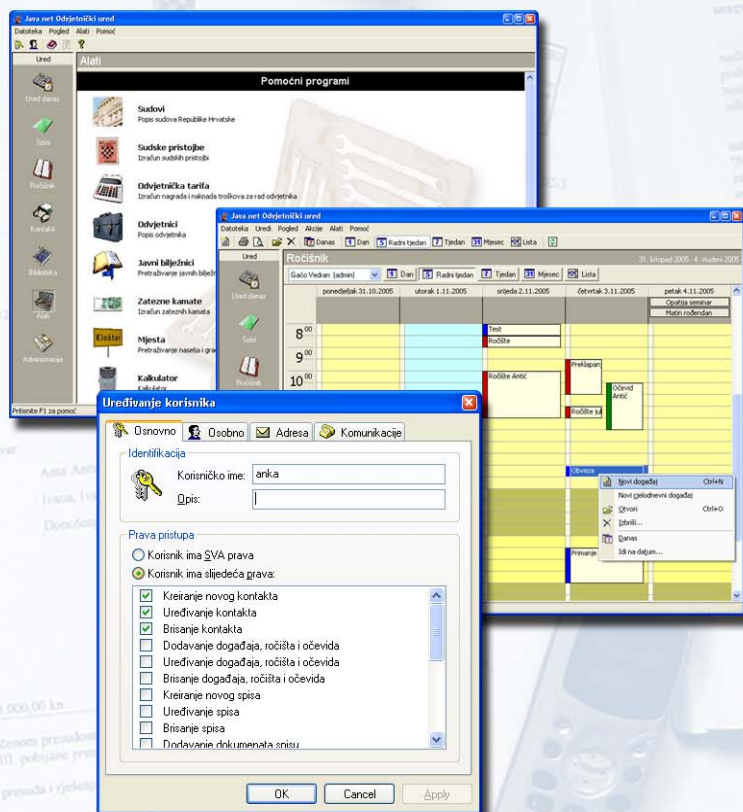 Java net Odvjetnički ured
Datoteka Pogled Alati Pomoć
Ured
Alati
Ured danas
Spisi
Ročišnik
Kontakti
Biblioteka
Alati
Administracija
Pomoćni programi
Sudovi
Popis sudova Republike Hrvatske
Sudske pristojbe
Izračun sudskih pristojbi
Odvjetnička tarifa
Izračun nagrada i naknada troškova za rad odvjetnika
Odvjetnici
Popis odvjetnika
Javni bilježnici
Pretraživanje javnih bilježn
Zatezne kamate
Izračun zateznih kamata
Kloštar
Mjesta
Pretraživanje naselja i gra
Kalkulator
Kalkulator
Pritisnite F1 za pomoć
Java net Odvjetnički ured
Datoteka Uredi Pogled Akcije Alati Pomoć
Danas Dan Radni tjedan Tjedan Mjesec Lista
Ured
Ročišnik
31. listopad 2005 - 4. studeni 2005
Gačo Vedran (admin) Dan Radni tjedan Tjedan Mjesec Lista
Ured danas
Spisi
Ročišnik
ponedjeljak 31.10.2005 utorak 1.11.2005 srijeda 2.11.2005 četvrtak 3.11.2005 petak 4.11.2005
Opatija seminar
Matin rođendan
8 00
Test
Ročište
9 00
Preklapan
10 00
Ročište Antić
Očevid
Antić
Ročište sul
Obveza
Novi događaj Ctrl+N
Novi cjelodnevni događaj
Otvori Ctrl+O
Izbriši...
Danas
Idi na datum...
Primanje
Uređivanje korisnika
Osnovno Osobno Adresa Komunikacije
Identifikacija
Korisničko ime: anka
Opis:
Prava pristupa
Korisnik ima SVA prava
Korisnik ima slijedeća prava:
Kreiranje novog kontakta
Uređivanje kontakta
Brisanje kontakta
Dodavanje događaja, ročišta i očevida
Uređivanje događaja, ročišta i očevida
Brisanje događaja, ročišta i očevida
Kreiranje novog spisa
Uređivanje spisa
Brisanje spisa
Dodavanje dokumenata spisu
OK Cancel Apply